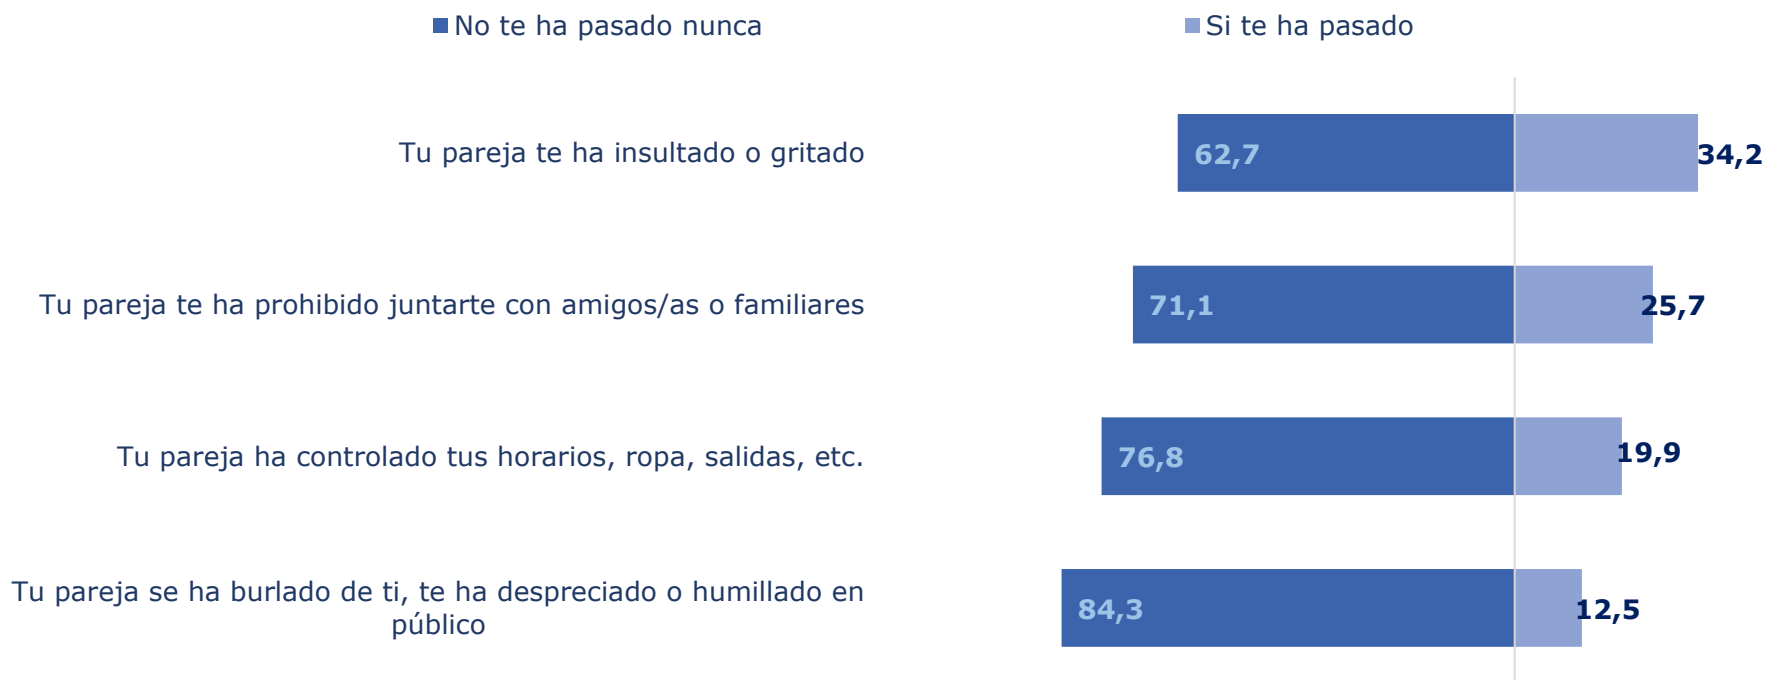 No te ha pasado nunca
Si te ha pasado
Tu pareja te ha insultado o gritado
62,7
34,2
Tu pareja te ha prohibido juntarte con amigos/as o familiares
71,1
25,7
Tu pareja ha controlado tus horarios, ropa, salidas, etc.
76,8
19,9
Tu pareja se ha burlado de ti, te ha despreciado o humillado en
público
84,3
12,5